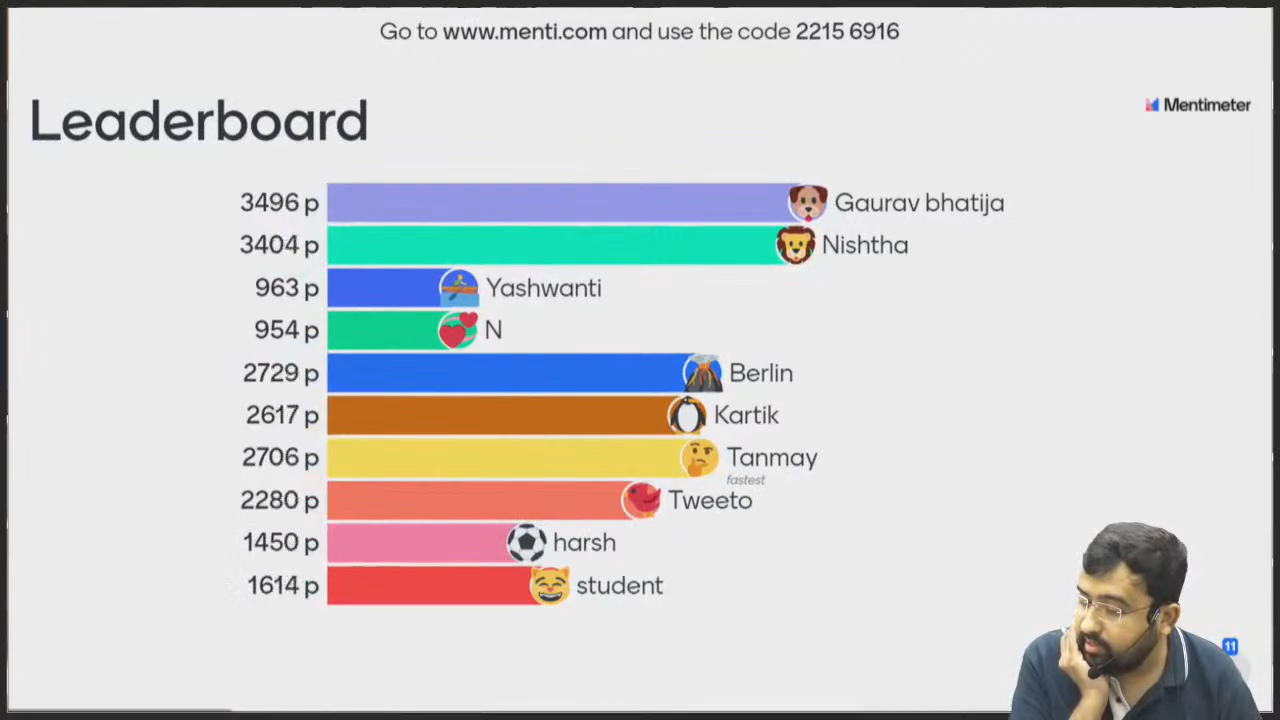 Go to www.menti.com and use the code 2215 6916
Leaderboard
Mentimeter
3496 p Gaurav bhatija
3404 p Nishtha
963 p Yashwanti
954 p N
2729 p Berlin
2617 p Kartik
2706 p Tanmay
fastest
2280 p Tweeto
1450 p harsh
1614 p student
11